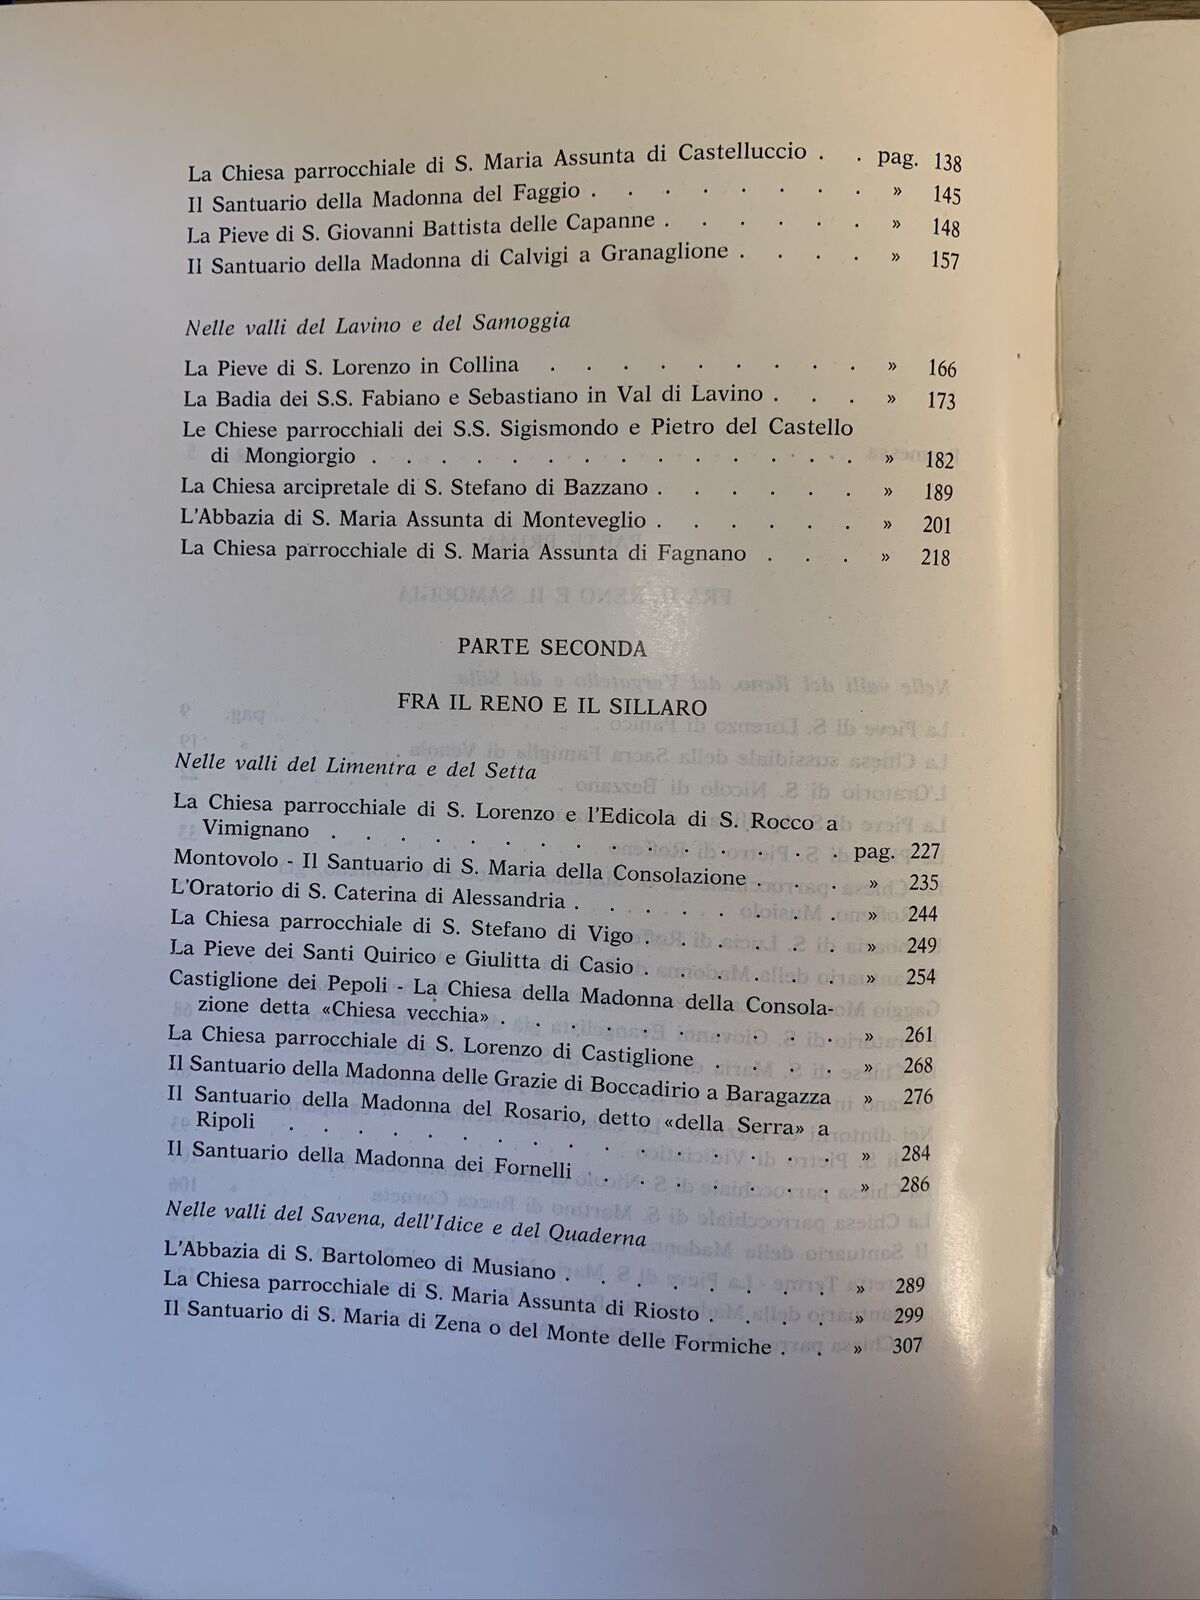 La Chiesa parrocchiale di S. Maria Assunta di Castelluccio . . pag. 138
Il Santuario della Madonna del Faggio . . . . . . . . » 145
La Pieve di S. Giovanni Battista delle Capanne . . . . . . » 148
Il Santuario della Madonna di Calvigi a Granaglione . . . . » 157
Nelle valli del Lavino e del Samoggia
La Pieve di S. Lorenzo in Collina . . . . . . . . . » 166
La Badia dei S.S. Fabiano e Sebastiano in Val di Lavino . . . » 173
Le Chiese parrocchiali dei S.S. Sigismondo e Pietro del Castello
di Mongiorgio . . . . . . . . . . . . . . » 182
La Chiesa arcipretale di S. Stefano di Bazzano . . . . . . » 189
L'Abbazia di S. Maria Assunta di Monteveglio . . . . . . » 201
La Chiesa parrocchiale di S. Maria Assunta di Fagnano . . . » 218
PARTE SECONDA
FRA IL RENO E IL SILLARO
Nelle valli del Limentra e del Setta
La Chiesa parrocchiale di S. Lorenzo e l'Edicola di S. Rocco a
Vimignano . . . . . . . . . . . . . . . pag. 227
Montovolo - Il Santuario di S. Maria della Consolazione . . . » 235
L'Oratorio di S. Caterina di Alessandria . . . . . . . . » 244
La Chiesa parrocchiale di S. Stefano di Vigo . . . . . . » 249
La Pieve dei Santi Quirico e Giulitta di Casio . . . . . . » 254
Castiglione dei Pepoli - La Chiesa della Madonna della Consola-
zione detta «Chiesa vecchia» . . . . . . . . . . » 261
La Chiesa parrocchiale di S. Lorenzo di Castiglione . . . . » 268
Il Santuario della Madonna delle Grazie di Boccadirio a Baragazza » 276
Il Santuario della Madonna del Rosario, detto «della Serra» a
Ripoli . . . . . . . . . . . . . . . . » 284
Il Santuario della Madonna dei Fornelli . . . . . . . » 286
Nelle valli del Savena, dell'Idice e del Quaderna
L'Abbazia di S. Bartolomeo di Musiano . . . . . . . . » 289
La Chiesa parrocchiale di S. Maria Assunta di Riosto . . . . » 299
Il Santuario di S. Maria di Zena o del Monte delle Formiche . . » 307